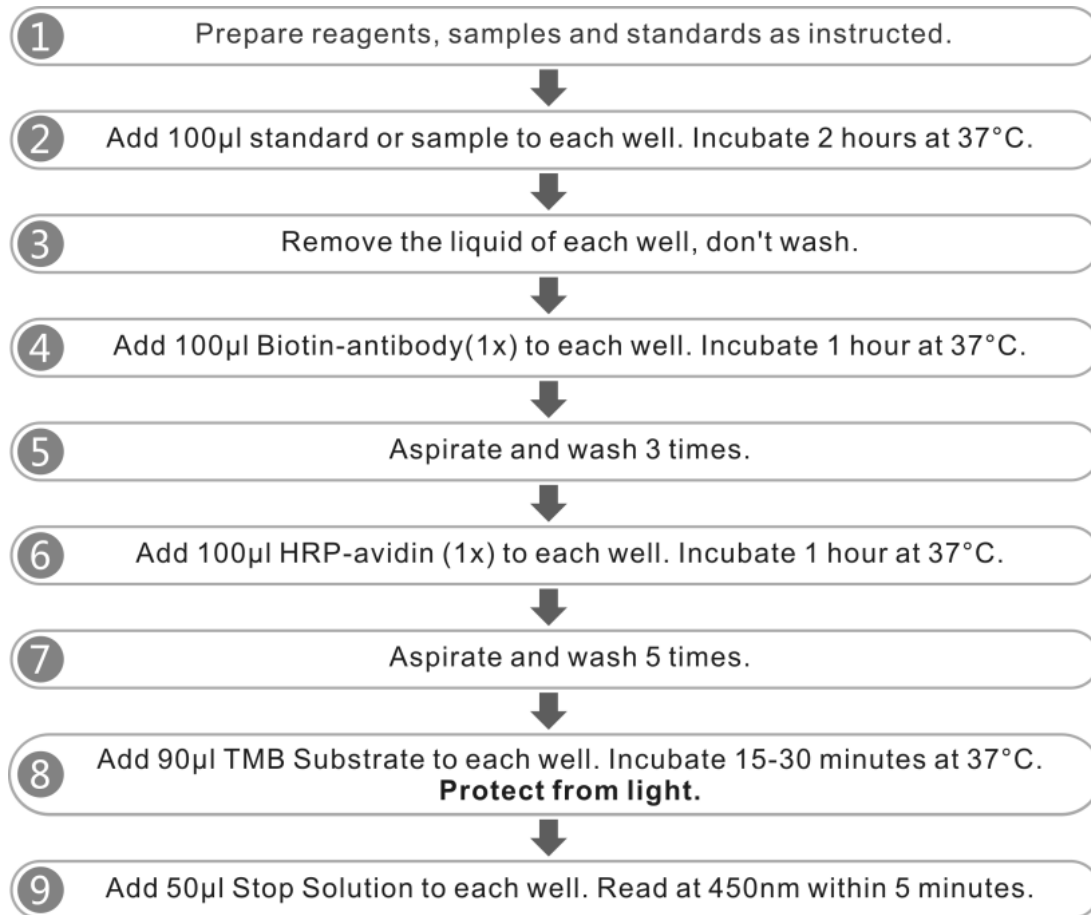 1 Prepare reagents, samples and standards as instructed.
2 Add 100µl standard or sample to each well. Incubate 2 hours at 37°C.
3 Remove the liquid of each well, don't wash.
4 Add 100µl Biotin-antibody(1x) to each well. Incubate 1 hour at 37°C.
5 Aspirate and wash 3 times.
6 Add 100µl HRP-avidin (1x) to each well. Incubate 1 hour at 37°C.
7 Aspirate and wash 5 times.
8 Add 90µl TMB Substrate to each well. Incubate 15-30 minutes at 37°C.
Protect from light.
9 Add 50µl Stop Solution to each well. Read at 450nm within 5 minutes.